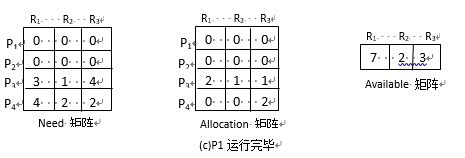 R₁ R₂ R₃
P₁ 0 0 0
P₂ 0 0 0
P₃ 3 1 4
P₄ 4 2 2
Need 矩阵
R₁ R₂ R₃
P₁ 0 0 0
P₂ 0 0 0
P₃ 2 1 1
P₄ 0 0 2
Allocation 矩阵
R₁ R₂ R₃
7 2 3
Available 矩阵
(c)P1 运行完毕